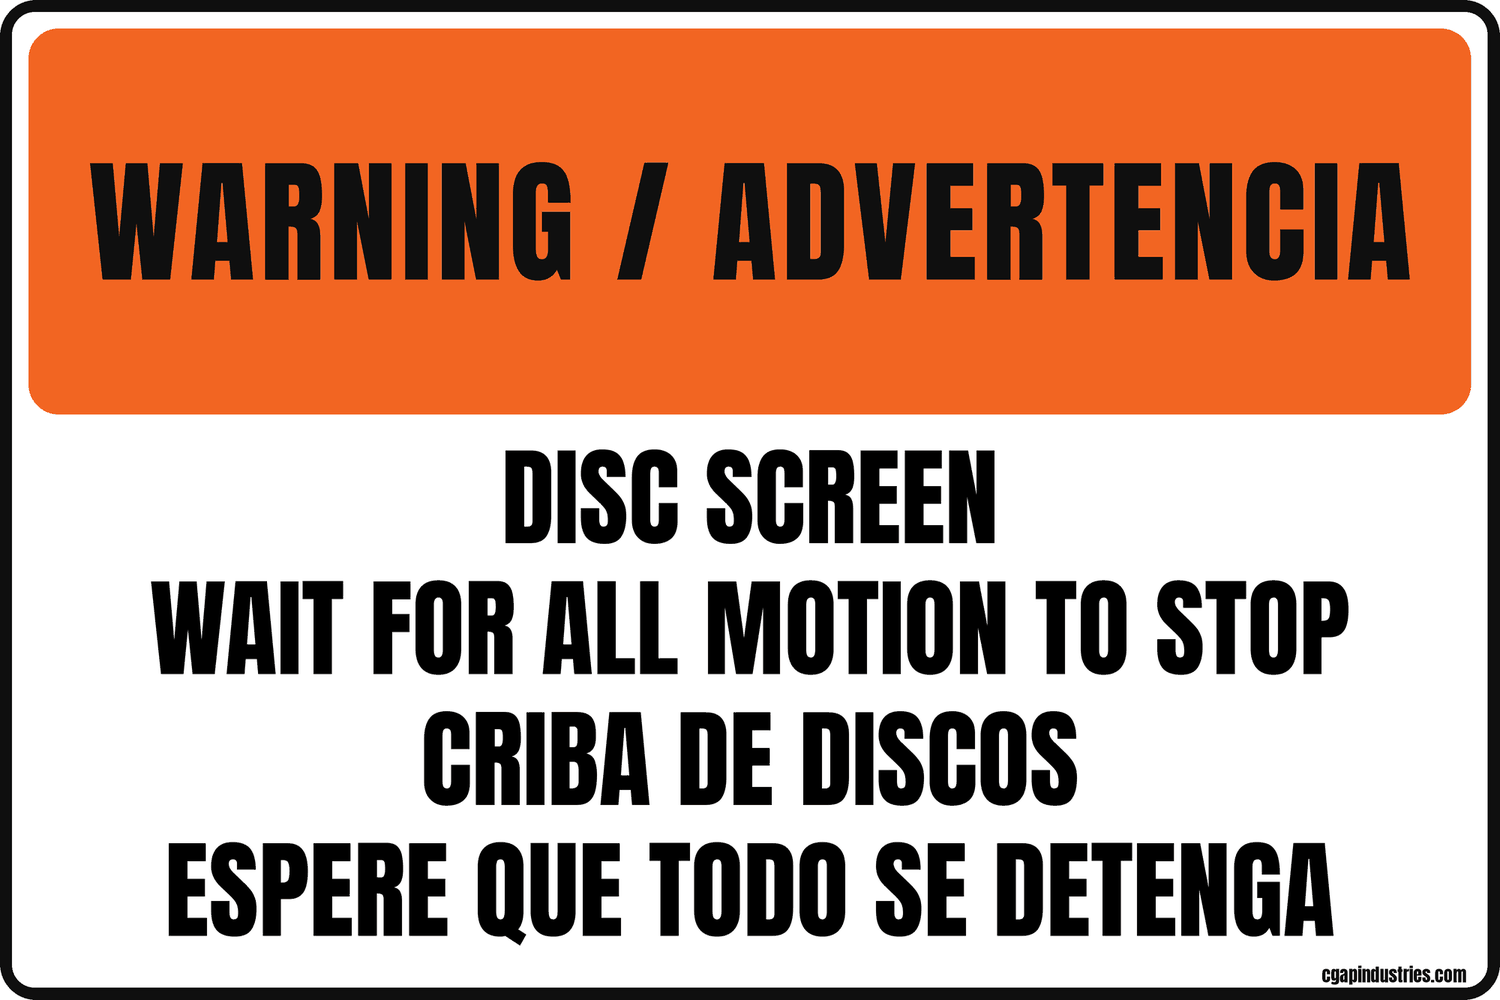 WARNING / ADVERTENCIA
DISC SCREEN
WAIT FOR ALL MOTION TO STOP
CRIBA DE DISCOS
ESPERE QUE TODO SE DETENGA
cgapindustries.com